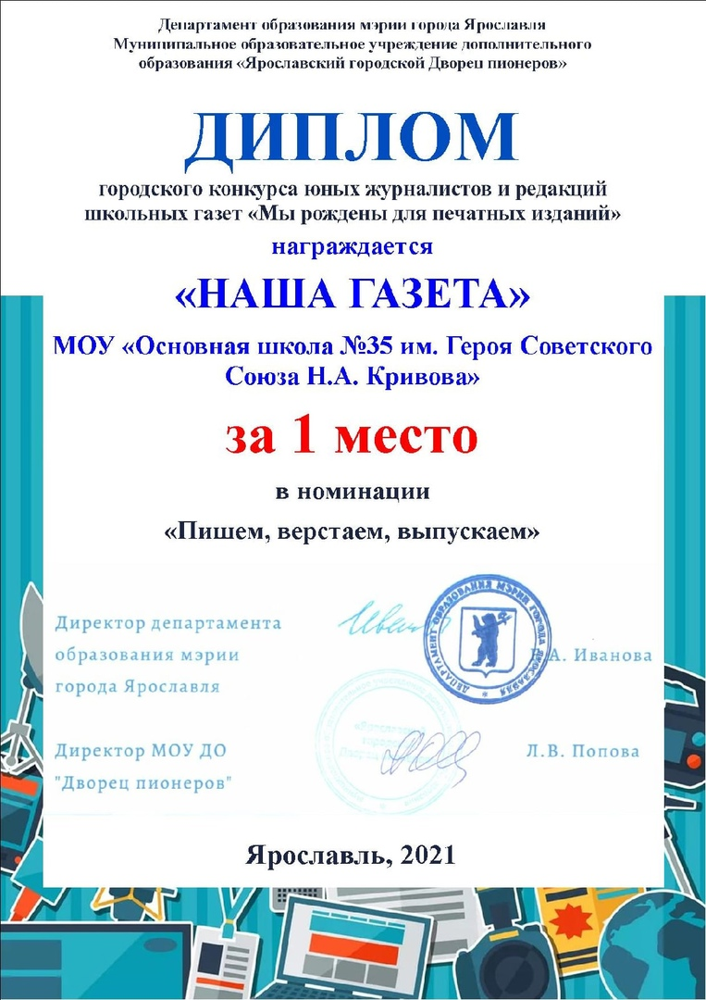 Департамент образования мэрии города Ярославля
Муниципальное образовательное учреждение дополнительного
образования «Ярославский городской Дворец пионеров»
ДИПЛОМ
городского конкурса юных журналистов и редакций
школьных газет «Мы рождены для печатных изданий»
награждается
«НАША ГАЗЕТА»
МОУ «Основная школа №35 им. Героя Советского
Союза Н.А. Кривова»
за 1 место
в номинации
«Пишем, верстаем, выпускаем»
Директор департамента
образования мэрии
города Ярославля
А. Иванова
ДЕПАРТАМЕНТ ОБРАЗОВАНИЯ МЭРИИ ГОРОДА ЯРОСЛАВЛЯ
Директор МОУ ДО
"Дворец пионеров"
Л.В. Попова
Ярославль, 2021